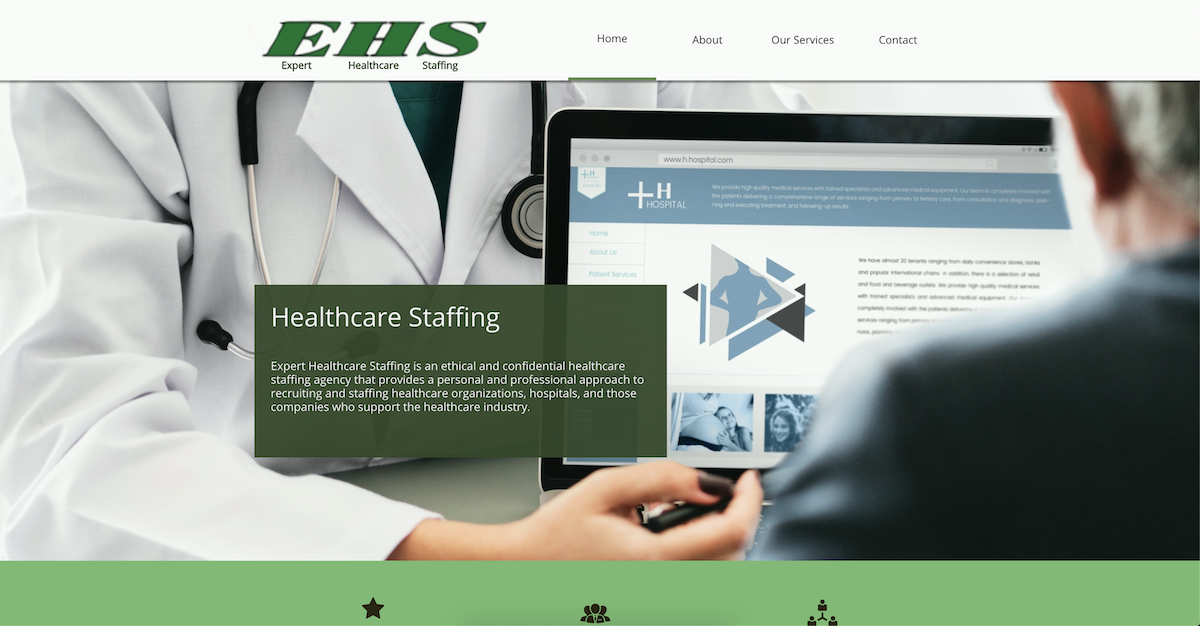 EHS
Expert Healthcare Staffing
Home About Our Services Contact
www.h.hospital.com
H
HOSPITAL
We provide high quality medical services with trained specialists and advanced medical equipment. Our team is completely involved with
the patients delivering a comprehensive range of services ranging from primary to tertiary care, from consultation and diagnosis, plan-
ning and executing treatment, and following-up results.
Home
About Us
Patient Services
We have almost 20 tenants ranging from daily convenience stores, banks
and popular international chains. In addition, there is a selection of retail
and food and beverage outlets. We provide high quality medical services
with trained specialists and advanced medical equipment. Our
completely involved with the patients delivering a
services ranging from
Healthcare Staffing
Expert Healthcare Staffing is an ethical and confidential healthcare
staffing agency that provides a personal and professional approach to
recruiting and staffing healthcare organizations, hospitals, and those
companies who support the healthcare industry.